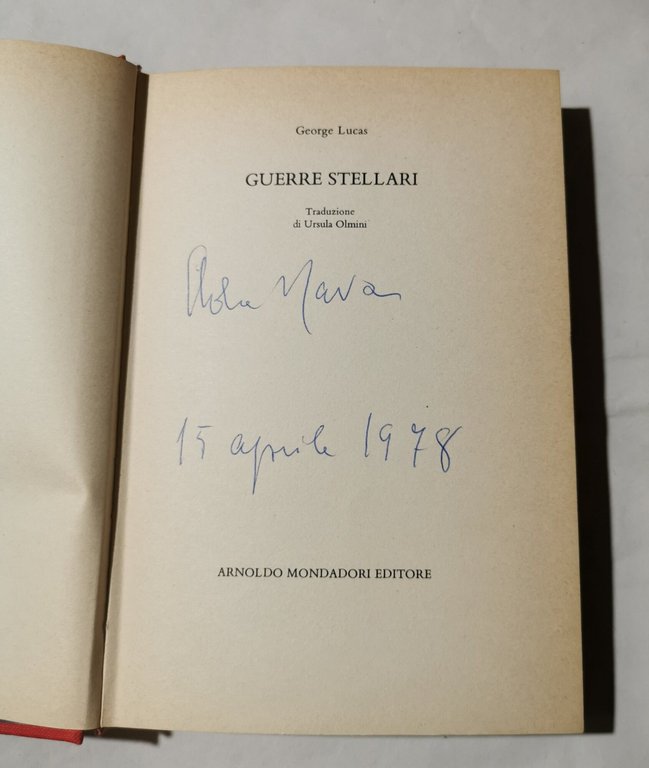 George Lucas
GUERRE STELLARI
Traduzione
di Ursula Olmini
15 aprile 1978
ARNOLDO MONDADORI EDITORE